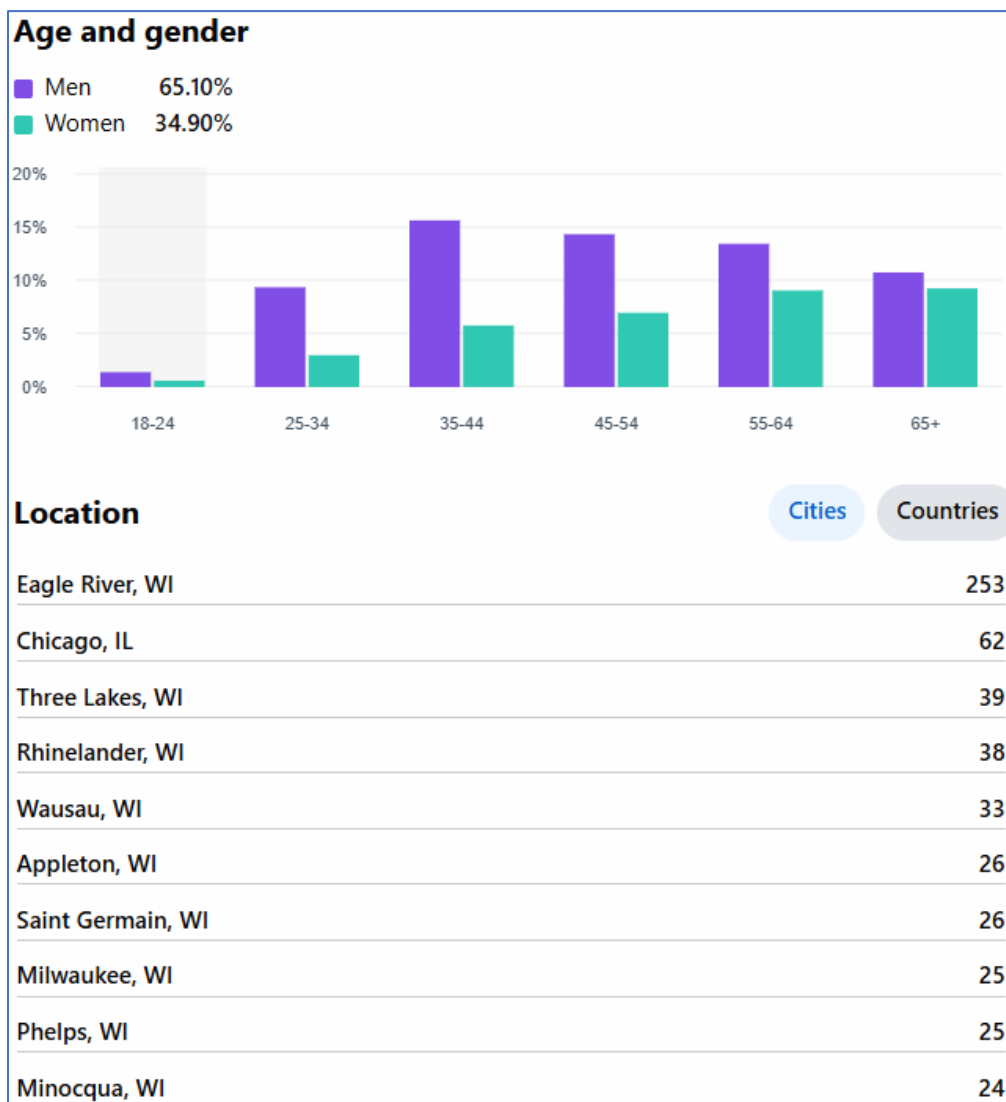 Age and gender
Men 65.10%
Women 34.90%
20%
15%
10%
5%
0%
18-24 25-34 35-44 45-54 55-64 65+
Location Cities Countries
Eagle River, WI 253
Chicago, IL 62
Three Lakes, WI 39
Rhinelander, WI 38
Wausau, WI 33
Appleton, WI 26
Saint Germain, WI 26
Milwaukee, WI 25
Phelps, WI 25
Minocqua, WI 24